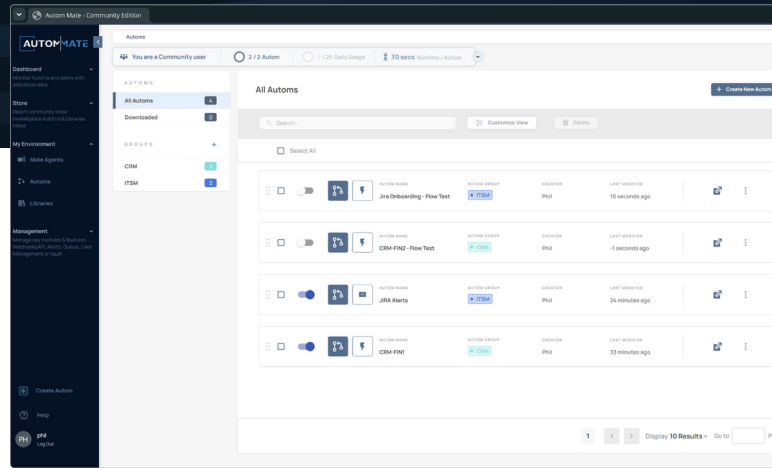 Autom Mate - Community Edition
AUTOMMATE
Dashboard
Monitor Automs and alerts with
statistical data
Store
Reach community store
marketplace Automs & Libraries
listed
My Environment
Mate Agents
Automs
Libraries
Management
Manage key modules & features.
Webhook&API, Alerts, Queue, User
Management or Vault
Create Autom
Help
PH
phil
Log Out
Automs
You are a Community user
2 / 2 Autom
/ 25 Daily Usage
30 secs Runtime / Autom
AUTOMS
All Automs 4
Downloaded 0
GROUPS +
CRM 2
ITSM 2
All Automs
+ Create New Autom
Search...
Customize View
Delete
Select All
AUTOM NAME AUTOM GROUP CREATOR LAST MODIFIED
Jira Onboarding - Flow Test ITSM Phil 10 seconds ago
AUTOM NAME AUTOM GROUP CREATOR LAST MODIFIED
CRM-FIN2 - Flow Test CRM Phil -1 seconds ago
AUTOM NAME AUTOM GROUP CREATOR LAST MODIFIED
JIRA Alerts ITSM Phil 24 minutes ago
AUTOM NAME AUTOM GROUP CREATOR LAST MODIFIED
CRM-FIN1 CRM Phil 33 minutes ago
1 < > Display 10 Results Go to